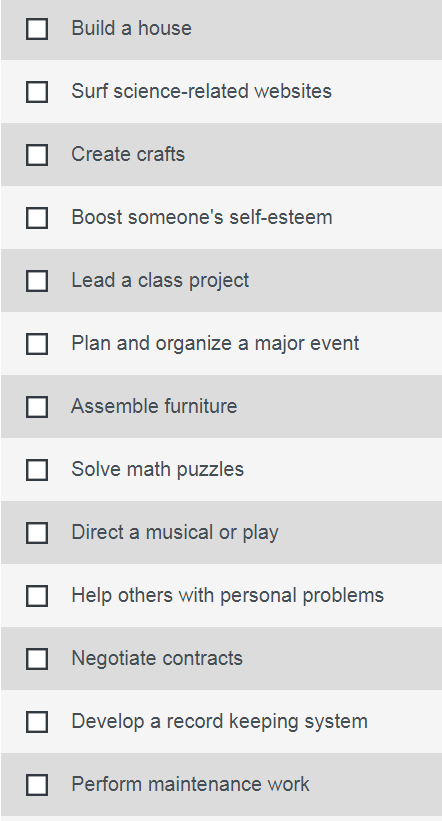 Build a house
Surf science-related websites
Create crafts
Boost someone's self-esteem
Lead a class project
Plan and organize a major event
Assemble furniture
Solve math puzzles
Direct a musical or play
Help others with personal problems
Negotiate contracts
Develop a record keeping system
Perform maintenance work